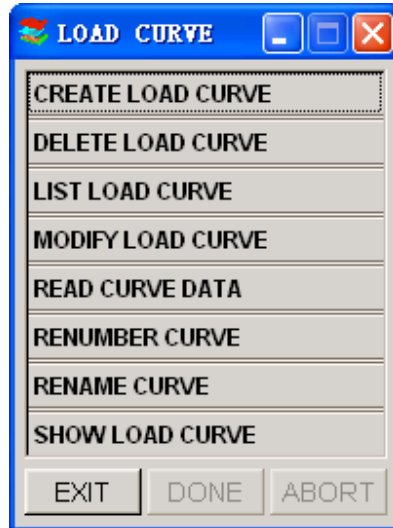 LOAD CURVE
CREATE LOAD CURVE
DELETE LOAD CURVE
LIST LOAD CURVE
MODIFY LOAD CURVE
READ CURVE DATA
RENUMBER CURVE
RENAME CURVE
SHOW LOAD CURVE
EXIT DONE ABORT